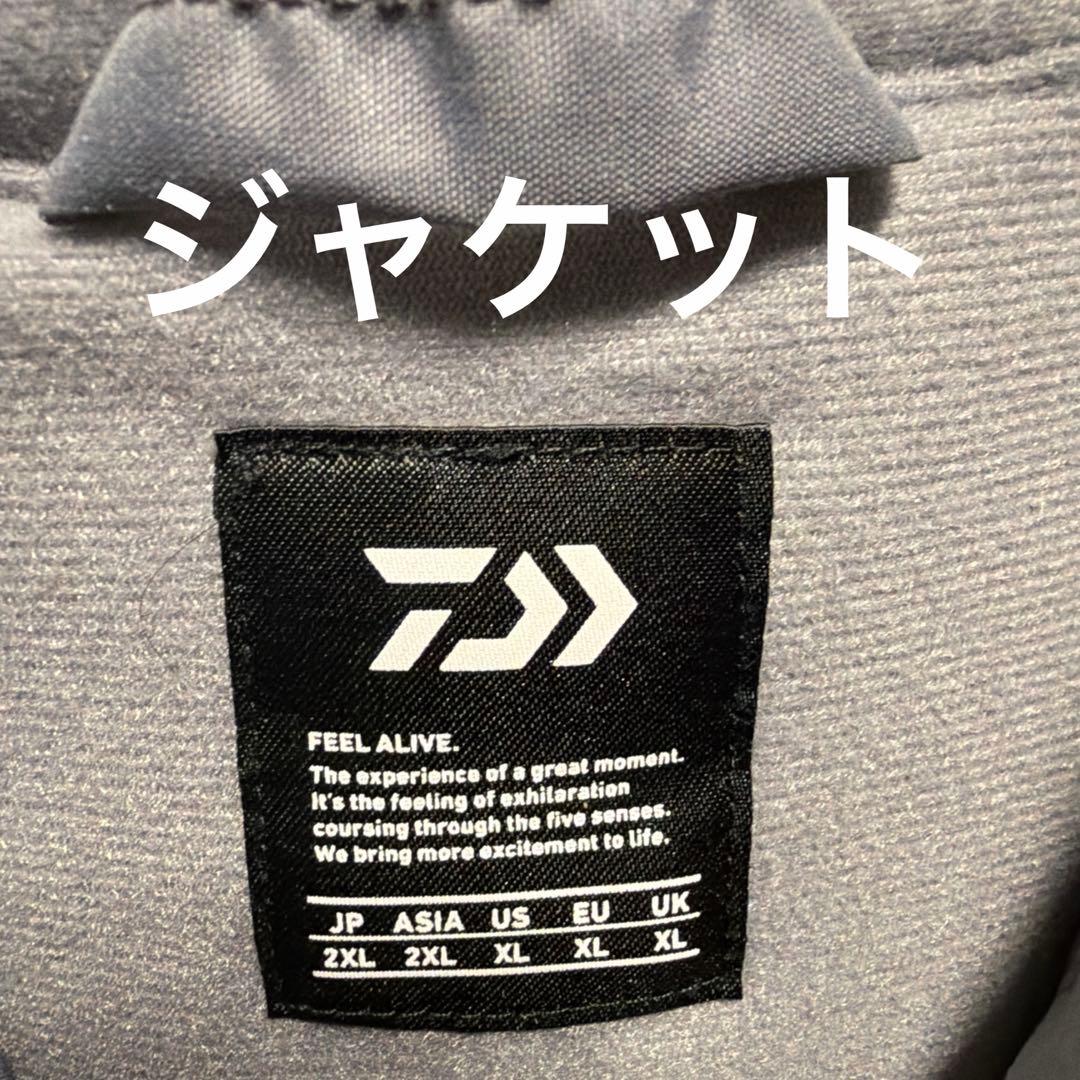 ジャケット
FEEL ALIVE.
The experience of a great moment.
It's the feeling of exhilaration
coursing through the five senses.
We bring more excitement to life.
JP ASIA US EU UK
2XL 2XL XL XL XL